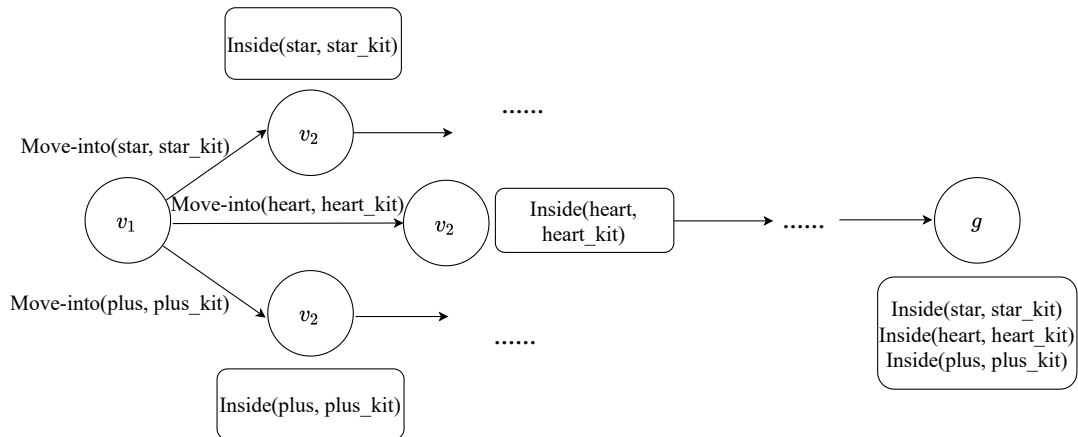 Inside(star, star_kit)
......
v₂
Move-into(star, star_kit)
Move-into(heart, heart_kit)
v₁
v₂
Inside(heart,
heart_kit)
......
g
Move-into(plus, plus_kit)
v₂
......
Inside(star, star_kit)
Inside(heart, heart_kit)
Inside(plus, plus_kit)
Inside(plus, plus_kit)